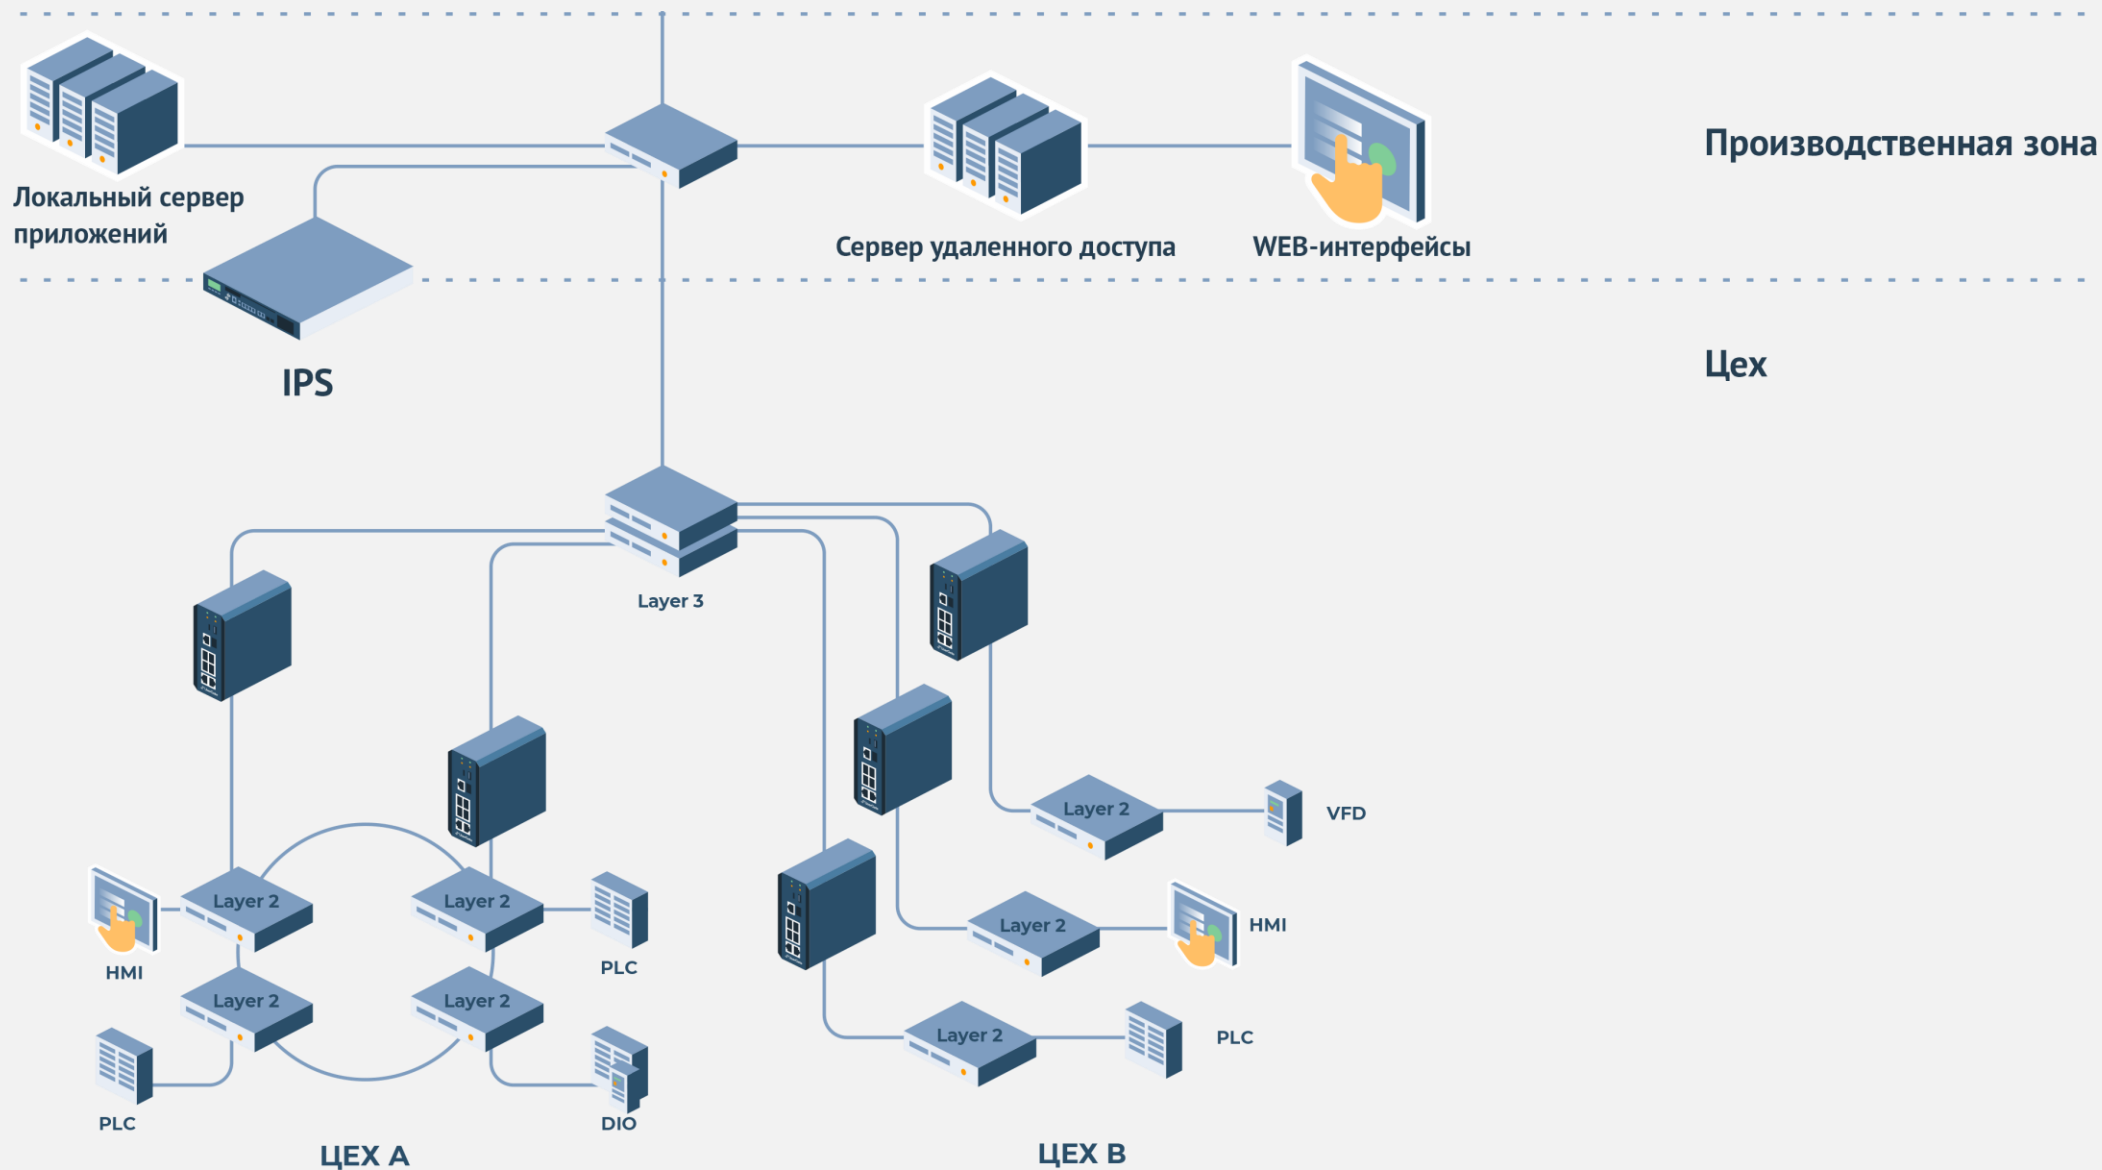 Производственная зона
Локальный сервер
приложений
Сервер удаленного доступа
WEB-интерфейсы
Цех
IPS
Layer 3
Layer 2
VFD
Layer 2
Layer 2
PLC
HMI
Layer 2
HMI
Layer 2
Layer 2
PLC
DIO
Layer 2
PLC
ЦЕХ A
ЦЕХ B